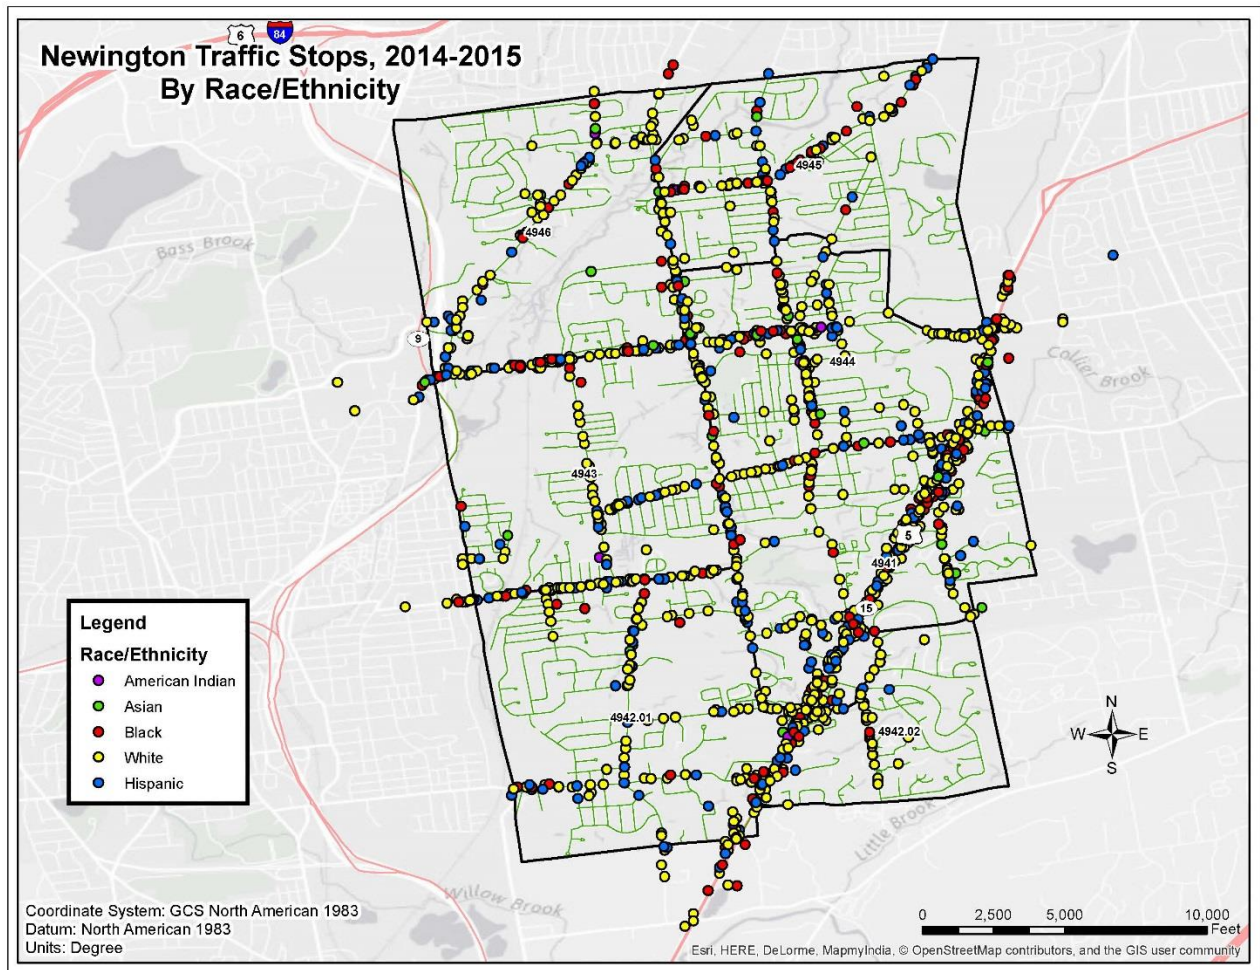 6
84
Newington Traffic Stops, 2014-2015
By Race/Ethnicity
4945
4946
Bass Brook
9
4944
Collier Brook
4943
5
4941
15
Legend
Race/Ethnicity
American Indian
Asian
Black
White
Hispanic
4942.01
4942.02
N
W
E
S
Little Brook
Willow Brook
Coordinate System: GCS North American 1983
Datum: North American 1983
Units: Degree
0 2,500 5,000 10,000
Feet
Esri, HERE, DeLorme, MapmyIndia, © OpenStreetMap contributors, and the GIS user community